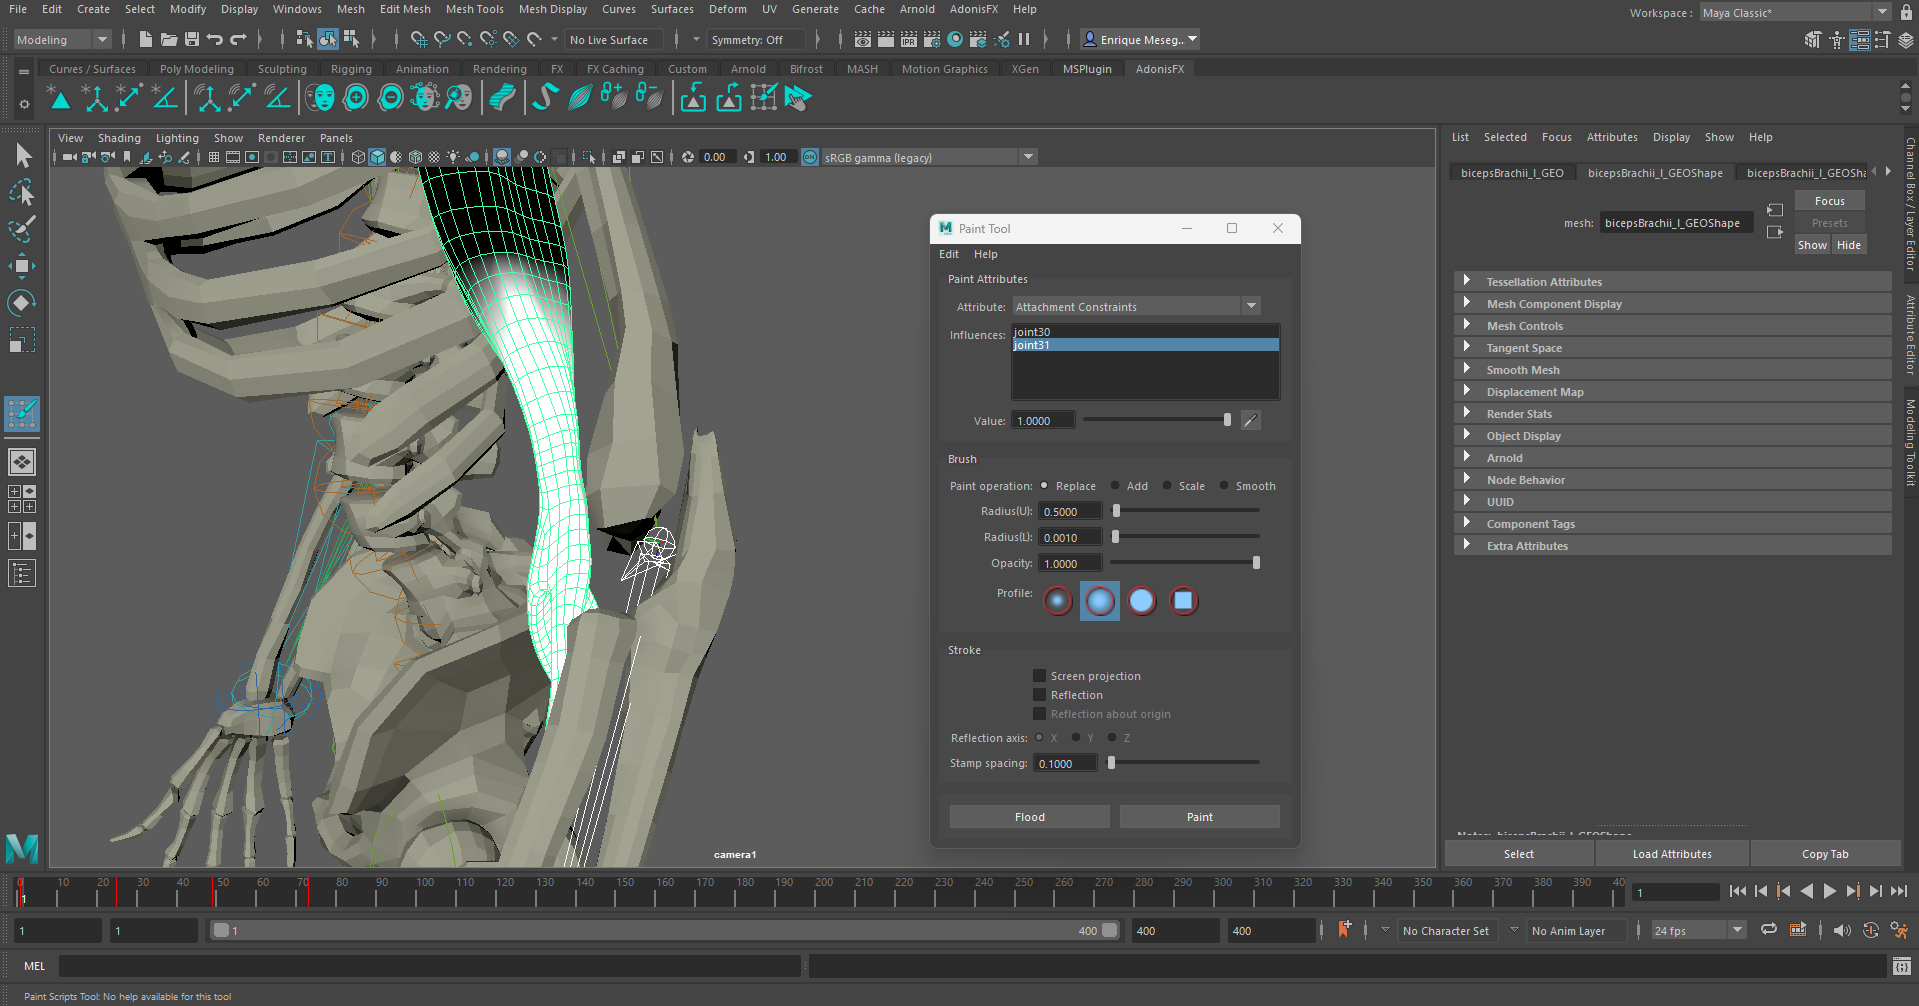 File Edit Create Select Modify Display Windows Mesh Edit Mesh Mesh Tools Mesh Display Curves Surfaces Deform UV Generate Cache Arnold AdonisFX Help
Workspace : Maya Classic*
Modeling No Live Surface Symmetry: Off IPR Enrique Meseg...
Curves / Surfaces Poly Modeling Sculpting Rigging Animation Rendering FX FX Caching Custom Arnold Bifrost MASH Motion Graphics XGen MSPlugin AdonisFX
View Shading Lighting Show Renderer Panels
0.00 1.00 ON sRGB gamma (legacy)
List Selected Focus Attributes Display Show Help
bicepsBrachii_l_GEO bicepsBrachii_l_GEOShape bicepsBrachii_l_GEOSha
mesh: bicepsBrachii_l_GEOShape
Focus
Presets
Show Hide
Tessellation Attributes
Mesh Component Display
Mesh Controls
Tangent Space
Smooth Mesh
Displacement Map
Render Stats
Object Display
Arnold
Node Behavior
UUID
Component Tags
Extra Attributes
Notes: bicepsBrachii_l_GEOShape
Select Load Attributes Copy Tab
Channel Box / Layer Editor
Attribute Editor
Modeling Toolkit
M Paint Tool
Edit Help
Paint Attributes
Attribute: Attachment Constraints
Influences: joint30
joint31
Value: 1.0000
Brush
Paint operation: Replace Add Scale Smooth
Radius(U): 0.5000
Radius(L): 0.0010
Opacity: 1.0000
Profile:
Stroke
Screen projection
Reflection
Reflection about origin
Reflection axis: X Y Z
Stamp spacing: 0.1000
Flood Paint
camera1
M
0 10 20 30 40 50 60 70 80 90 100 110 120 130 140 150 160 170 180 190 200 210 220 230 240 250 260 270 280 290 300 310 320 330 340 350 360 370 380 390 40
1
1
1 1 1 400 400 400 No Character Set No Anim Layer 24 fps
MEL
Paint Scripts Tool: No help available for this tool